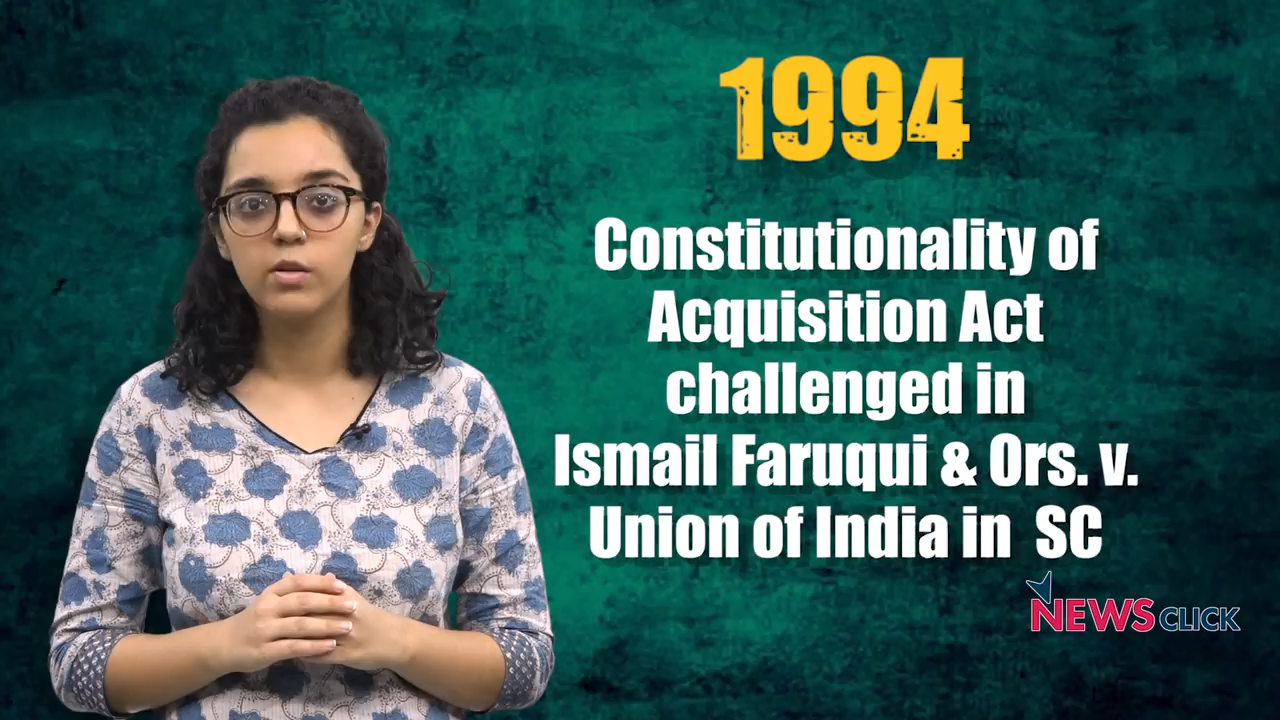 1994
Constitutionality of
Acquisition Act
challenged in
Ismail Faruqui & Ors. v.
Union of India in SC
NEWSCLICK